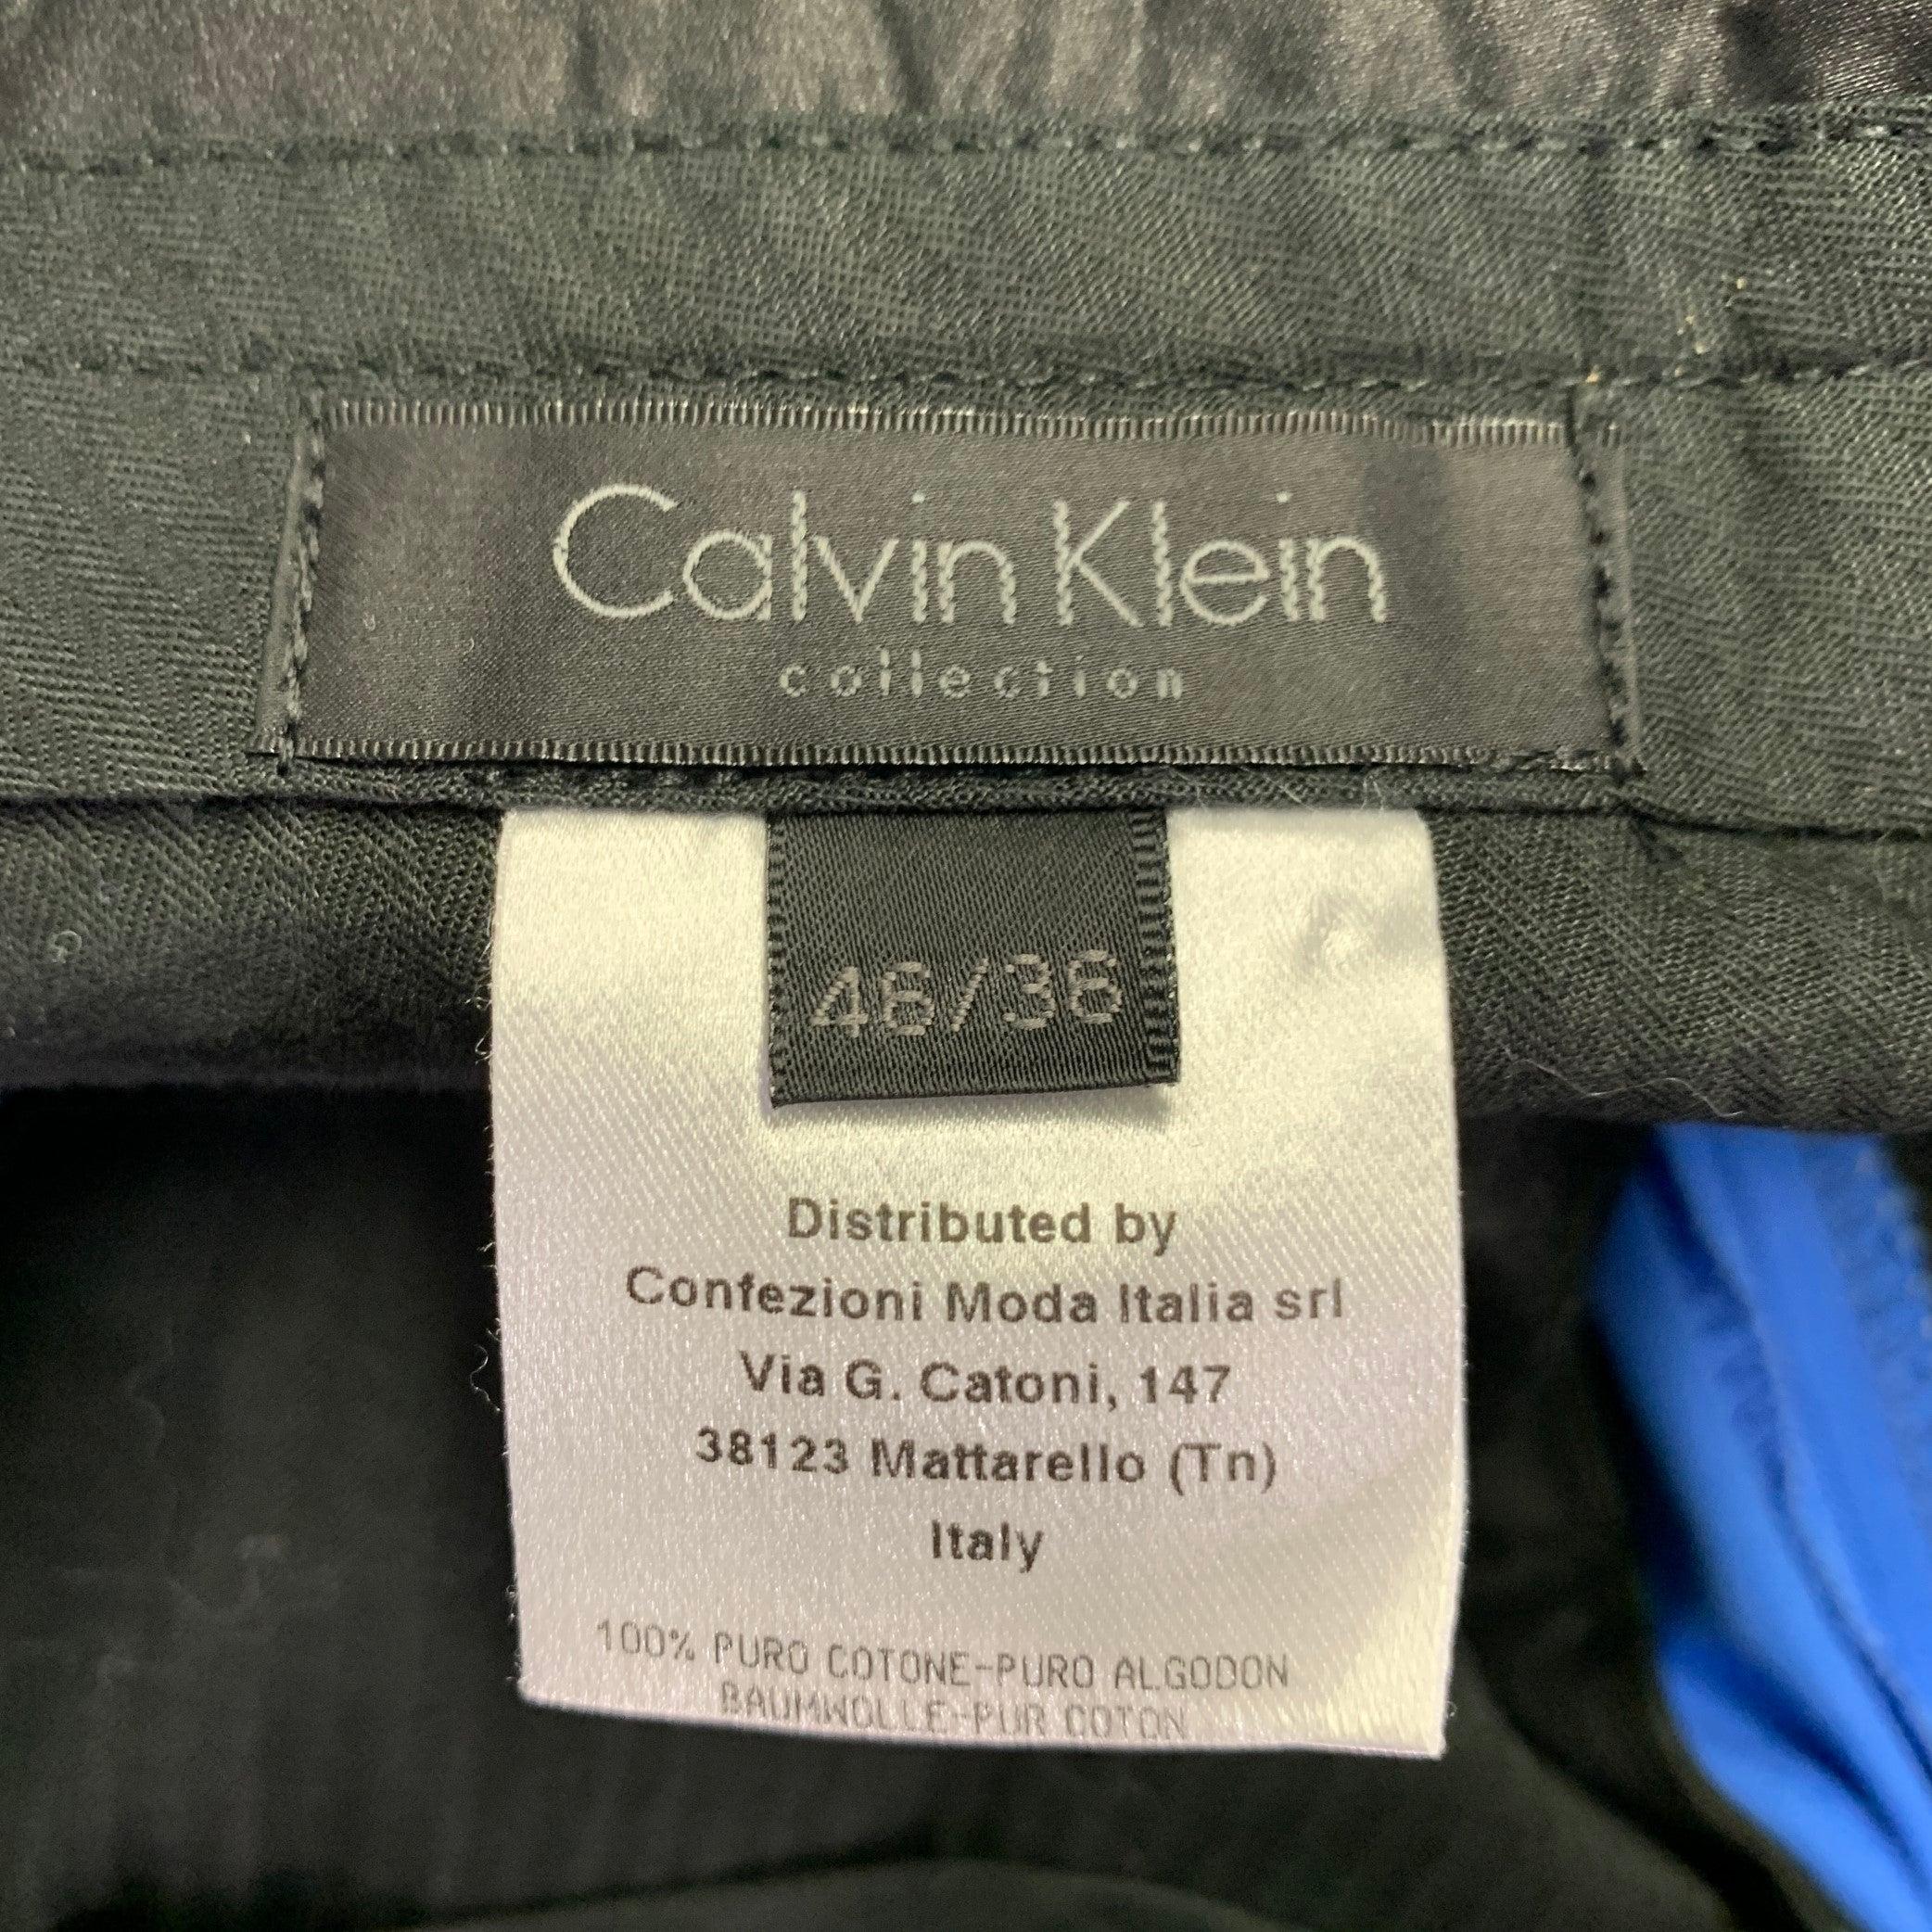 Calvin Klein
collection
46/36
Distributed by
Confezioni Moda Italia srl
Via G. Catoni, 147
38123 Mattarello (Tn)
Italy
100% PURO COTONE-PURO ALGODON
BAUMWOLLE-PUR COTON